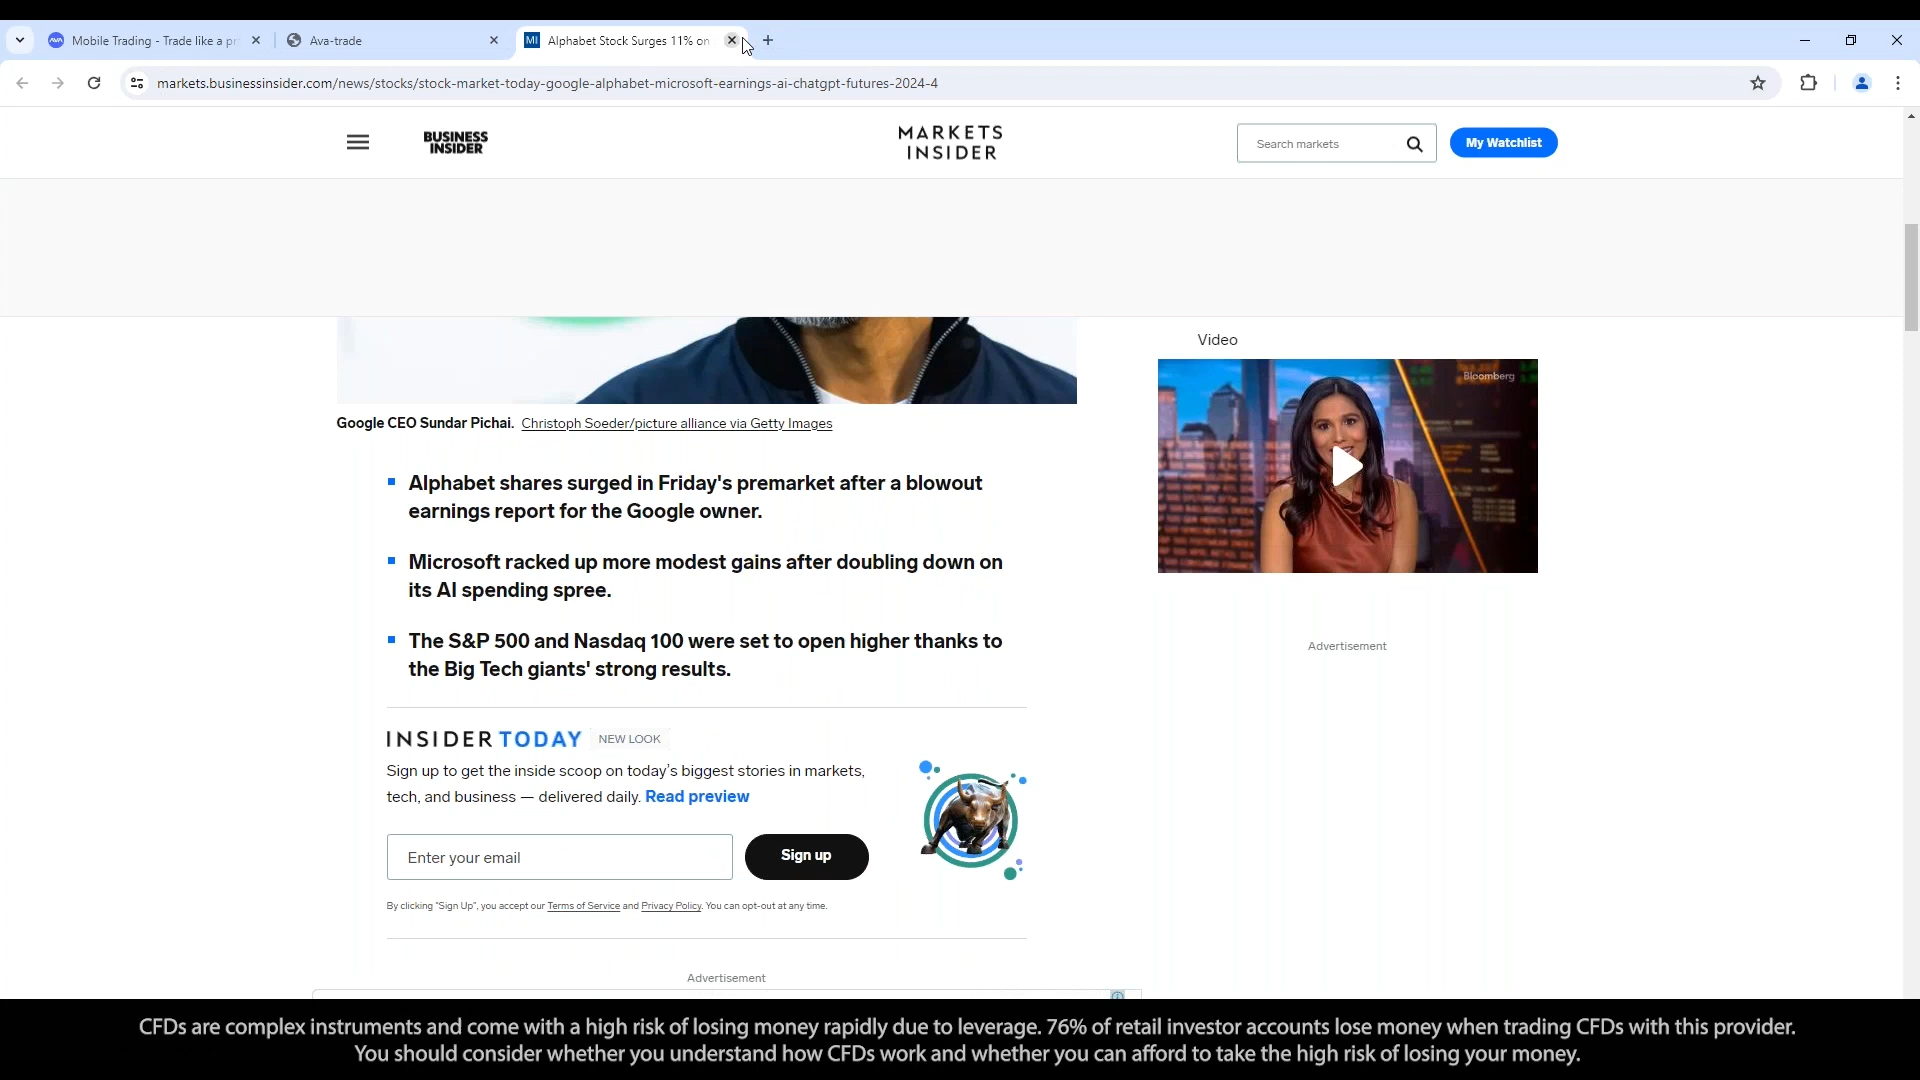 Mobile Trading - Trade like a pr
Ava-trade
MI
Alphabet Stock Surges 11% on
markets.businessinsider.com/news/stocks/stock-market-today-google-alphabet-microsoft-earnings-ai-chatgpt-futures-2024-4
BUSINESS
INSIDER
MARKETS
INSIDER
Search markets
My Watchlist
Google CEO Sundar Pichai. Christoph Soeder/picture alliance via Getty Images
Alphabet shares surged in Friday's premarket after a blowout
earnings report for the Google owner.
Microsoft racked up more modest gains after doubling down on
its AI spending spree.
The S&P 500 and Nasdaq 100 were set to open higher thanks to
the Big Tech giants' strong results.
INSIDER TODAY NEW LOOK
Sign up to get the inside scoop on today's biggest stories in markets,
tech, and business — delivered daily. Read preview
Enter your email
Sign up
By clicking "Sign Up", you accept our Terms of Service and Privacy Policy. You can opt-out at any time.
Advertisement
Video
Bloomberg
Advertisement
CFDs are complex instruments and come with a high risk of losing money rapidly due to leverage. 76% of retail investor accounts lose money when trading CFDs with this provider.
You should consider whether you understand how CFDs work and whether you can afford to take the high risk of losing your money.